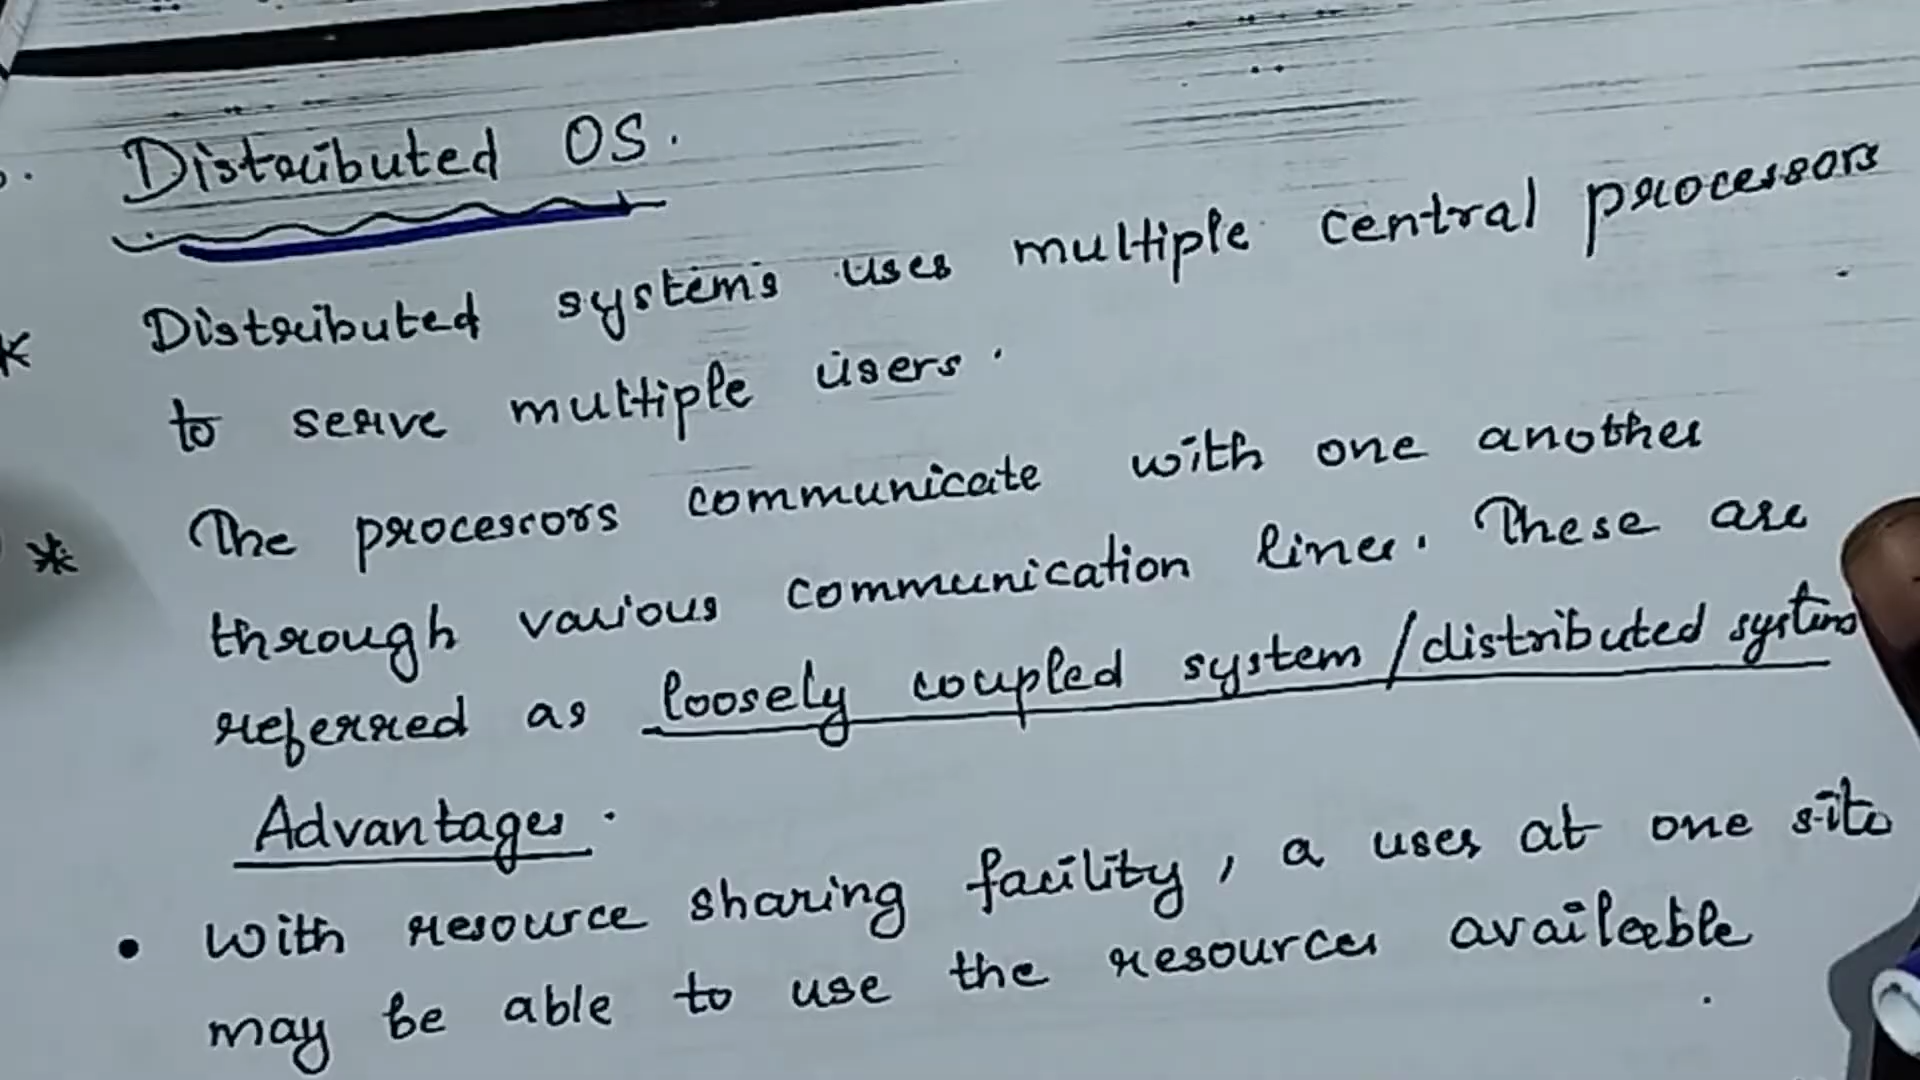 Distributed OS.
* Distributed systems uses multiple central processors
to serve multiple users.
* The processors communicate with one another
through various communication lines. These are
referred as loosely coupled system / distributed systems
Advantages.
• With resource sharing facility, a user at one site
may be able to use the resources available